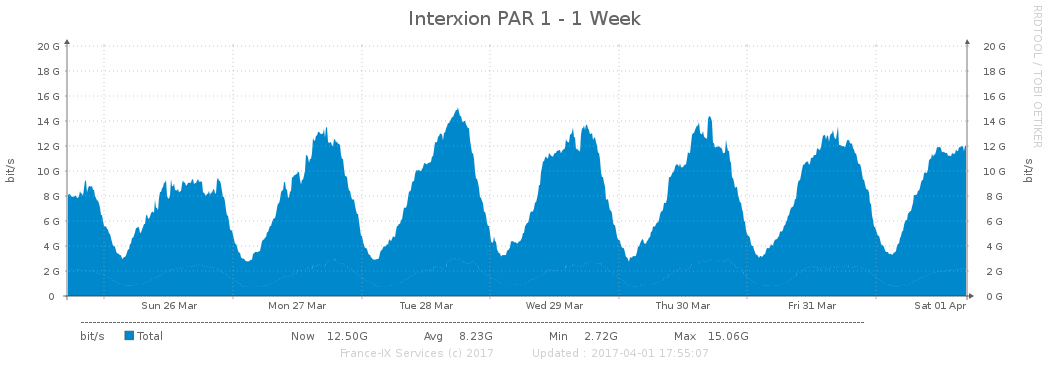 Interxion PAR 1 - 1 Week
RRDTOOL / TOBI OETIKER
bit/s
20 G
18 G
16 G
14 G
12 G
10 G
8 G
6 G
4 G
2 G
0
20 G
18 G
16 G
14 G
12 G
10 G
8 G
6 G
4 G
2 G
0 G
bit/s
Sun 26 Mar Mon 27 Mar Tue 28 Mar Wed 29 Mar Thu 30 Mar Fri 31 Mar Sat 01 Apr
bit/s Total Now 12.50G Avg 8.23G Min 2.72G Max 15.06G
France-IX Services (c) 2017 Updated : 2017-04-01 17:55:07